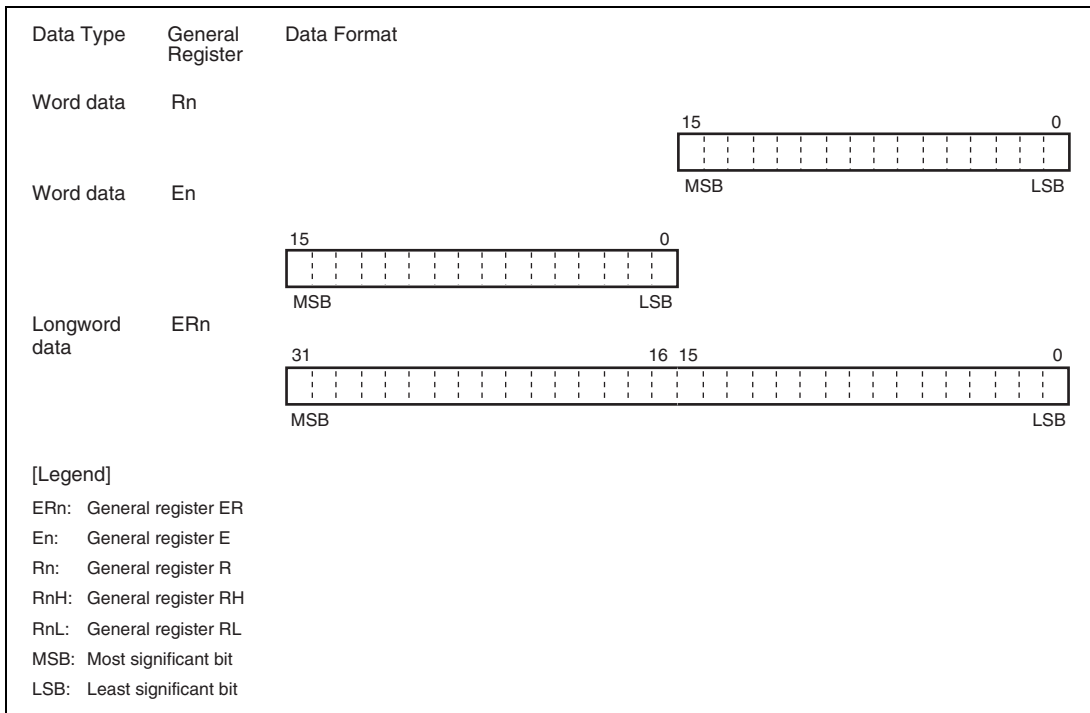 Data Type General Register Data Format
Word data Rn
15 0
MSB LSB
Word data En
15 0
MSB LSB
Longword data ERn
31 16 15 0
MSB LSB
[Legend]
ERn: General register ER
En: General register E
Rn: General register R
RnH: General register RH
RnL: General register RL
MSB: Most significant bit
LSB: Least significant bit